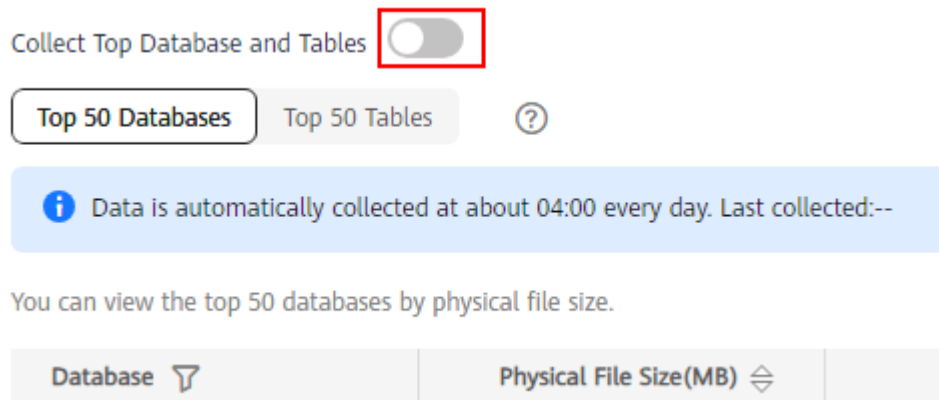 Collect Top Database and Tables
Top 50 Databases Top 50 Tables ?
Data is automatically collected at about 04:00 every day. Last collected:--
You can view the top 50 databases by physical file size.
Database Physical File Size(MB)